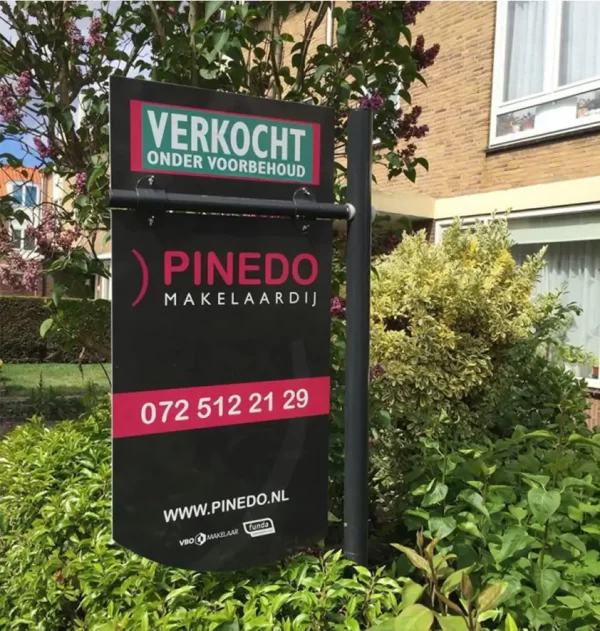 VERKOCHT
ONDER VOORBEHOUD
PINEDO
MAKELAARDIJ
072 512 21 29
WWW.PINEDO.NL
VBO MAKELAAR funda